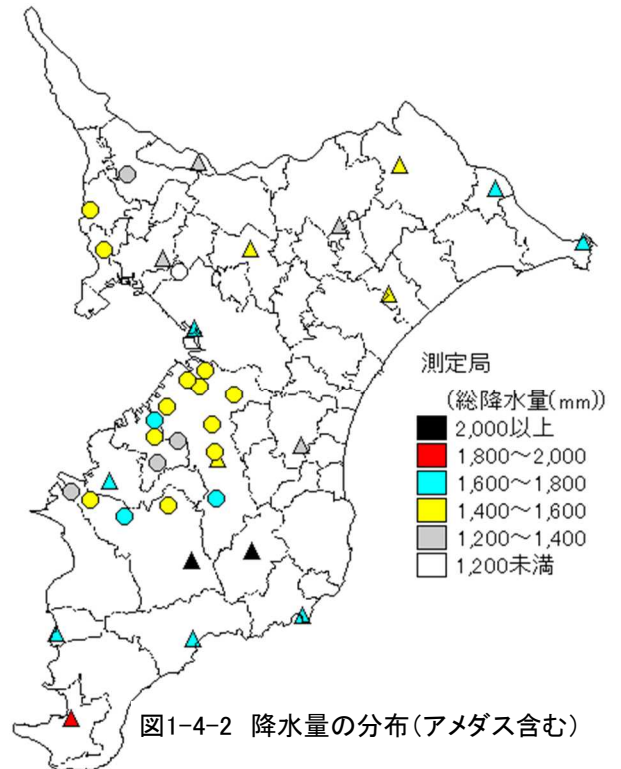 測定局
(総降水量(mm))
2,000以上
1,800～2,000
1,600～1,800
1,400～1,600
1,200～1,400
1,200未満
図1-4-2 降水量の分布(アメダス含む)